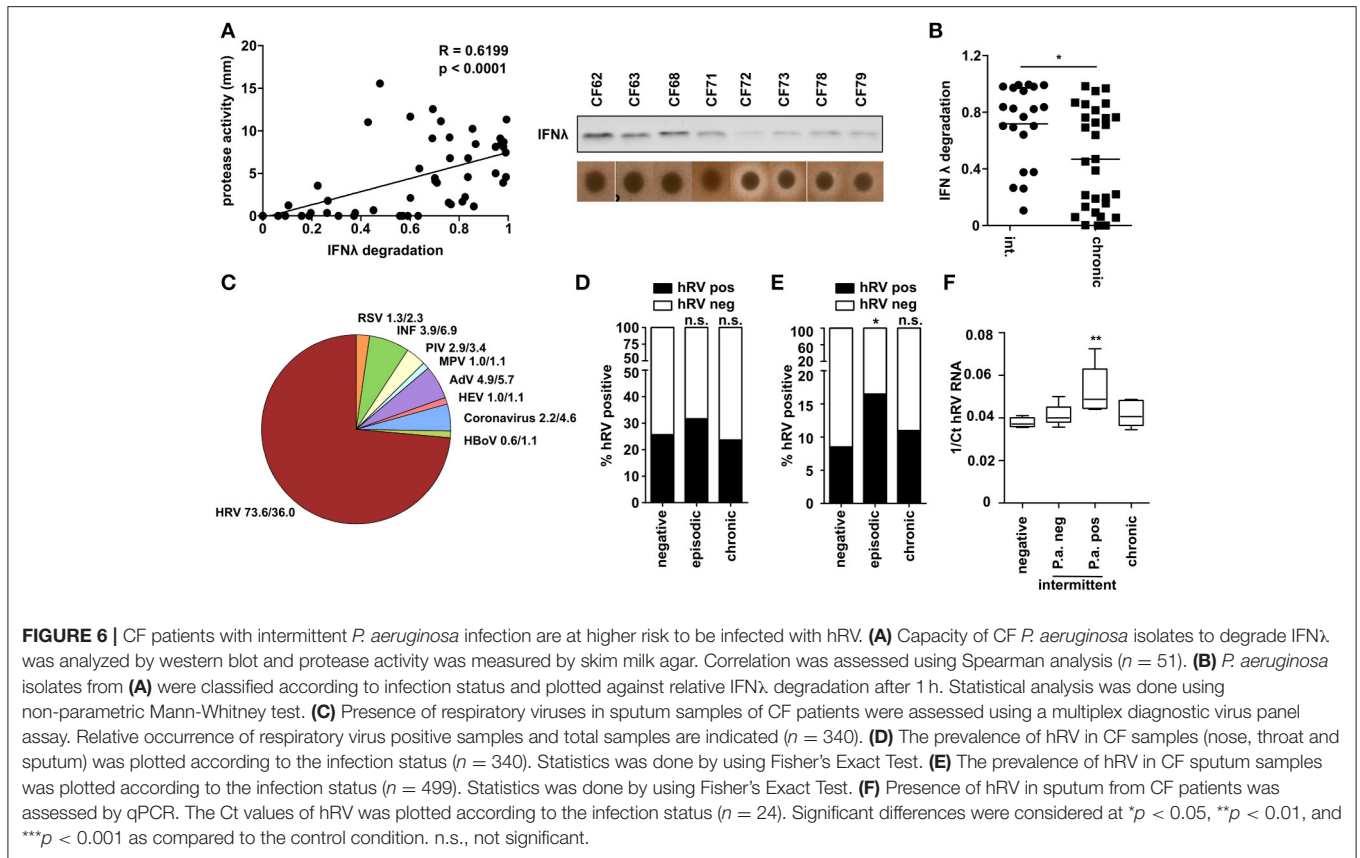 A
R = 0.6199
p < 0.0001
protease activity (mm)
20
15
10
5
0
0 0.2 0.4 0.6 0.8 1
IFNλ degradation
CF62 CF63 CF68 CF71 CF72 CF73 CF78 CF79
IFNλ
B
*
IFN λ degradation
1.2
0.8
0.4
0
int. chronic
C
RSV 1.3/2.3
INF 3.9/6.9
PIV 2.9/3.4
MPV 1.0/1.1
AdV 4.9/5.7
HEV 1.0/1.1
Coronavirus 2.2/4.6
HBoV 0.6/1.1
HRV 73.6/36.0
D
hRV pos
hRV neg
n.s. n.s.
% hRV positive
100
75
50
30
20
10
0
negative episodic chronic
E
hRV pos
hRV neg
* n.s.
% hRV positive
100
80
60
40
20
15
10
5
0
negative episodic chronic
F
**
1/Ct hRV RNA
0.08
0.06
0.04
0.02
0
negative P.a. neg P.a. pos chronic
intermittent
FIGURE 6 | CF patients with intermittent P. aeruginosa infection are at higher risk to be infected with hRV. (A) Capacity of CF P. aeruginosa isolates to degrade IFNλ
was analyzed by western blot and protease activity was measured by skim milk agar. Correlation was assessed using Spearman analysis (n = 51). (B) P. aeruginosa
isolates from (A) were classified according to infection status and plotted against relative IFNλ degradation after 1 h. Statistical analysis was done using
non-parametric Mann-Whitney test. (C) Presence of respiratory viruses in sputum samples of CF patients were assessed using a multiplex diagnostic virus panel
assay. Relative occurrence of respiratory virus positive samples and total samples are indicated (n = 340). (D) The prevalence of hRV in CF samples (nose, throat and
sputum) was plotted according to the infection status (n = 340). Statistics was done by using Fisher's Exact Test. (E) The prevalence of hRV in CF sputum samples
was plotted according to the infection status (n = 499). Statistics was done by using Fisher's Exact Test. (F) Presence of hRV in sputum from CF patients was
assessed by qPCR. The Ct values of hRV was plotted according to the infection status (n = 24). Significant differences were considered at *p < 0.05, **p < 0.01, and
***p < 0.001 as compared to the control condition. n.s., not significant.